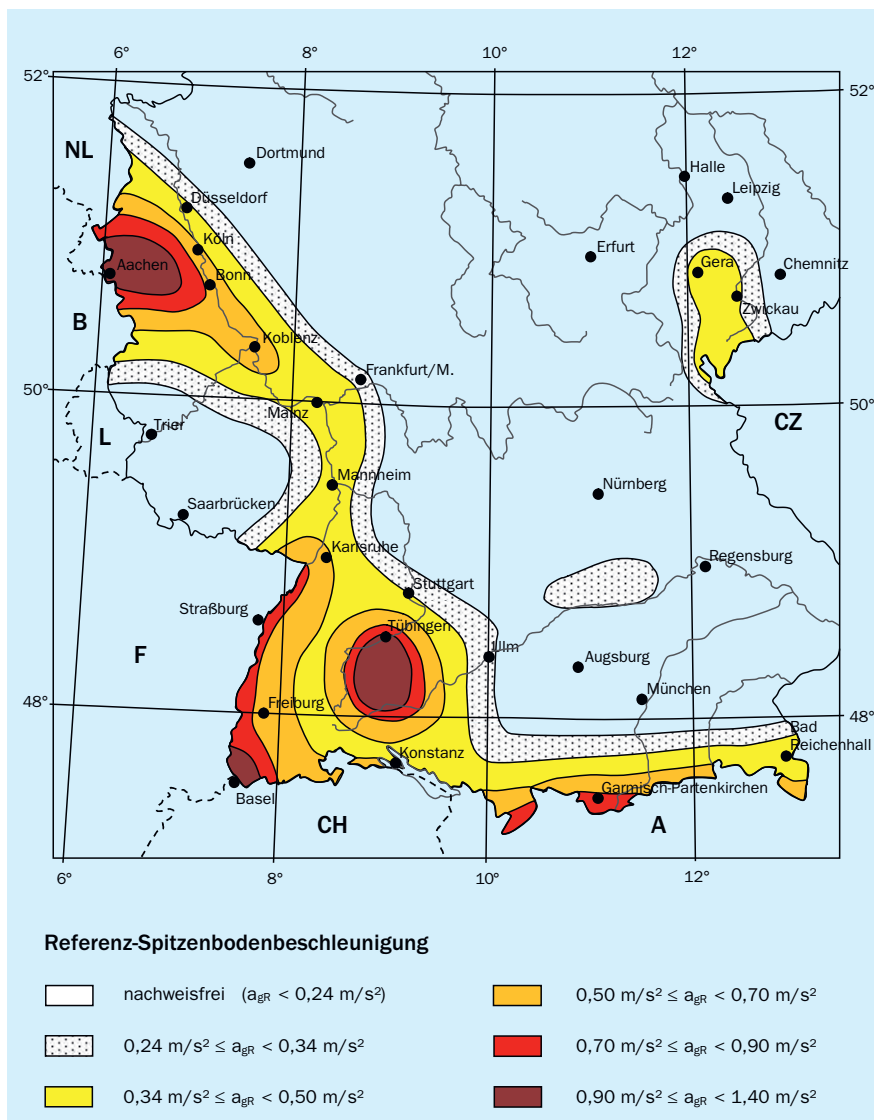 6° 8° 10° 12°
52° 52°
NL
Dortmund
Halle
Leipzig
Düsseldorf
Köln
Erfurt
Aachen
Bonn
Gera
Chemnitz
Zwickau
B
Koblenz
Frankfurt/M.
50° 50°
Mainz
L
Trier
CZ
Mannheim
Nürnberg
Saarbrücken
Karlsruhe
Regensburg
Stuttgart
Straßburg
Tübingen
Ulm
F
Augsburg
München
48° 48°
Freiburg
Bad
Reichenhall
Konstanz
Basel
Garmisch-Partenkirchen
CH
A
6° 8° 10° 12°
Referenz-Spitzenbodenbeschleunigung
nachweisfrei (agR < 0,24 m/s²)
0,24 m/s² ≤ agR < 0,34 m/s²
0,34 m/s² ≤ agR < 0,50 m/s²
0,50 m/s² ≤ agR < 0,70 m/s²
0,70 m/s² ≤ agR < 0,90 m/s²
0,90 m/s² ≤ agR < 1,40 m/s²